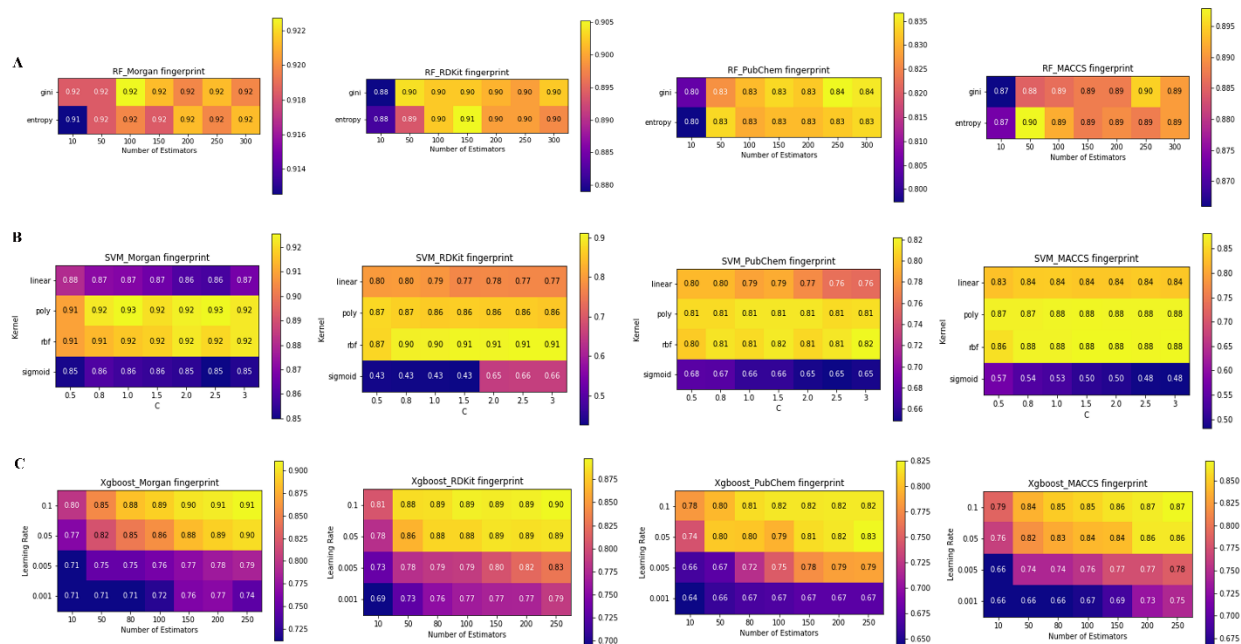 A
RF_Morgan fingerprint
gini 0.92 0.92 0.92 0.92 0.92 0.92 0.92
entropy 0.91 0.92 0.92 0.92 0.92 0.92 0.92
10 50 100 150 200 250 300
Number of Estimators
0.922
0.920
0.918
0.916
0.914
RF_RDKit fingerprint
gini 0.88 0.90 0.90 0.90 0.90 0.90 0.90
entropy 0.88 0.89 0.90 0.91 0.90 0.90 0.90
10 50 100 150 200 250 300
Number of Estimators
0.905
0.900
0.895
0.890
0.885
0.880
RF_PubChem fingerprint
gini 0.80 0.83 0.83 0.83 0.83 0.84 0.84
entropy 0.80 0.83 0.83 0.83 0.83 0.83 0.83
10 50 100 150 200 250 300
Number of Estimators
0.835
0.830
0.825
0.820
0.815
0.810
0.805
0.800
RF_MACCS fingerprint
gini 0.87 0.88 0.89 0.89 0.89 0.90 0.89
entropy 0.87 0.90 0.89 0.89 0.89 0.89 0.89
10 50 100 150 200 250 300
Number of Estimators
0.895
0.890
0.885
0.880
0.875
0.870
B
SVM_Morgan fingerprint
Kernel
linear 0.88 0.87 0.87 0.87 0.86 0.86 0.87
poly 0.91 0.92 0.93 0.92 0.92 0.93 0.92
rbf 0.91 0.91 0.92 0.92 0.92 0.92 0.92
sigmoid 0.85 0.86 0.86 0.86 0.85 0.85 0.85
0.5 0.8 1.0 1.5 2.0 2.5 3
C
0.92
0.91
0.90
0.89
0.88
0.87
0.86
0.85
SVM_RDKit fingerprint
linear 0.80 0.80 0.80 0.79 0.77 0.78 0.77 0.77
poly 0.87 0.87 0.86 0.86 0.86 0.86 0.86
rbf 0.87 0.90 0.90 0.91 0.91 0.91 0.91
sigmoid 0.43 0.43 0.43 0.43 0.65 0.66 0.66
0.5 0.8 1.0 1.5 2.0 2.5 3
C
0.9
0.8
0.7
0.6
0.5
SVM_PubChem fingerprint
Kernel
linear 0.80 0.80 0.79 0.79 0.77 0.76 0.76
poly 0.81 0.81 0.81 0.81 0.81 0.81 0.81
rbf 0.80 0.81 0.81 0.82 0.81 0.81 0.82
sigmoid 0.68 0.67 0.66 0.66 0.65 0.65 0.65
0.5 0.8 1.0 1.5 2.0 2.5 3
C
0.82
0.80
0.78
0.76
0.74
0.72
0.70
0.68
0.66
SVM_MACCS fingerprint
Kernel
linear 0.83 0.84 0.84 0.84 0.84 0.84 0.84
poly 0.87 0.87 0.88 0.88 0.88 0.88 0.88
rbf 0.86 0.88 0.88 0.88 0.88 0.88 0.88
sigmoid 0.57 0.54 0.53 0.50 0.50 0.48 0.48
0.5 0.8 1.0 1.5 2.0 2.5 3
C
0.85
0.80
0.75
0.70
0.65
0.60
0.55
0.50
C
Xgboost_Morgan fingerprint
Learning Rate
0.1 0.80 0.85 0.88 0.89 0.90 0.91 0.91
0.05 0.77 0.82 0.85 0.86 0.88 0.89 0.90
0.005 0.71 0.75 0.75 0.76 0.77 0.78 0.79
0.001 0.71 0.71 0.71 0.72 0.76 0.77 0.74
10 50 80 100 150 200 250
Number of Estimators
0.900
0.875
0.850
0.825
0.800
0.775
0.750
0.725
Xgboost_RDKit fingerprint
Learning Rate
0.1 0.81 0.88 0.89 0.89 0.89 0.89 0.90
0.05 0.78 0.86 0.88 0.88 0.89 0.89 0.89
0.005 0.73 0.78 0.79 0.79 0.80 0.82 0.83
0.001 0.69 0.73 0.76 0.77 0.77 0.77 0.79
10 50 80 100 150 200 250
Number of Estimators
0.875
0.850
0.825
0.800
0.775
0.750
0.725
0.700
Xgboost_PubChem fingerprint
Learning Rate
0.1 0.78 0.80 0.81 0.82 0.82 0.82 0.82
0.05 0.74 0.80 0.80 0.79 0.81 0.82 0.83
0.005 0.66 0.67 0.72 0.75 0.78 0.79 0.79
0.001 0.64 0.66 0.67 0.67 0.67 0.67 0.67
10 50 80 100 150 200 250
Number of Estimators
0.825
0.800
0.775
0.750
0.725
0.700
0.675
0.650
Xgboost_MACCS fingerprint
Learning Rate
0.1 0.79 0.84 0.85 0.85 0.86 0.87 0.87
0.05 0.76 0.82 0.83 0.84 0.84 0.86 0.86
0.005 0.66 0.74 0.74 0.76 0.77 0.77 0.78
0.001 0.66 0.66 0.66 0.67 0.69 0.73 0.75
10 50 80 100 150 200 250
Number of Estimators
0.850
0.825
0.800
0.775
0.750
0.725
0.700
0.675